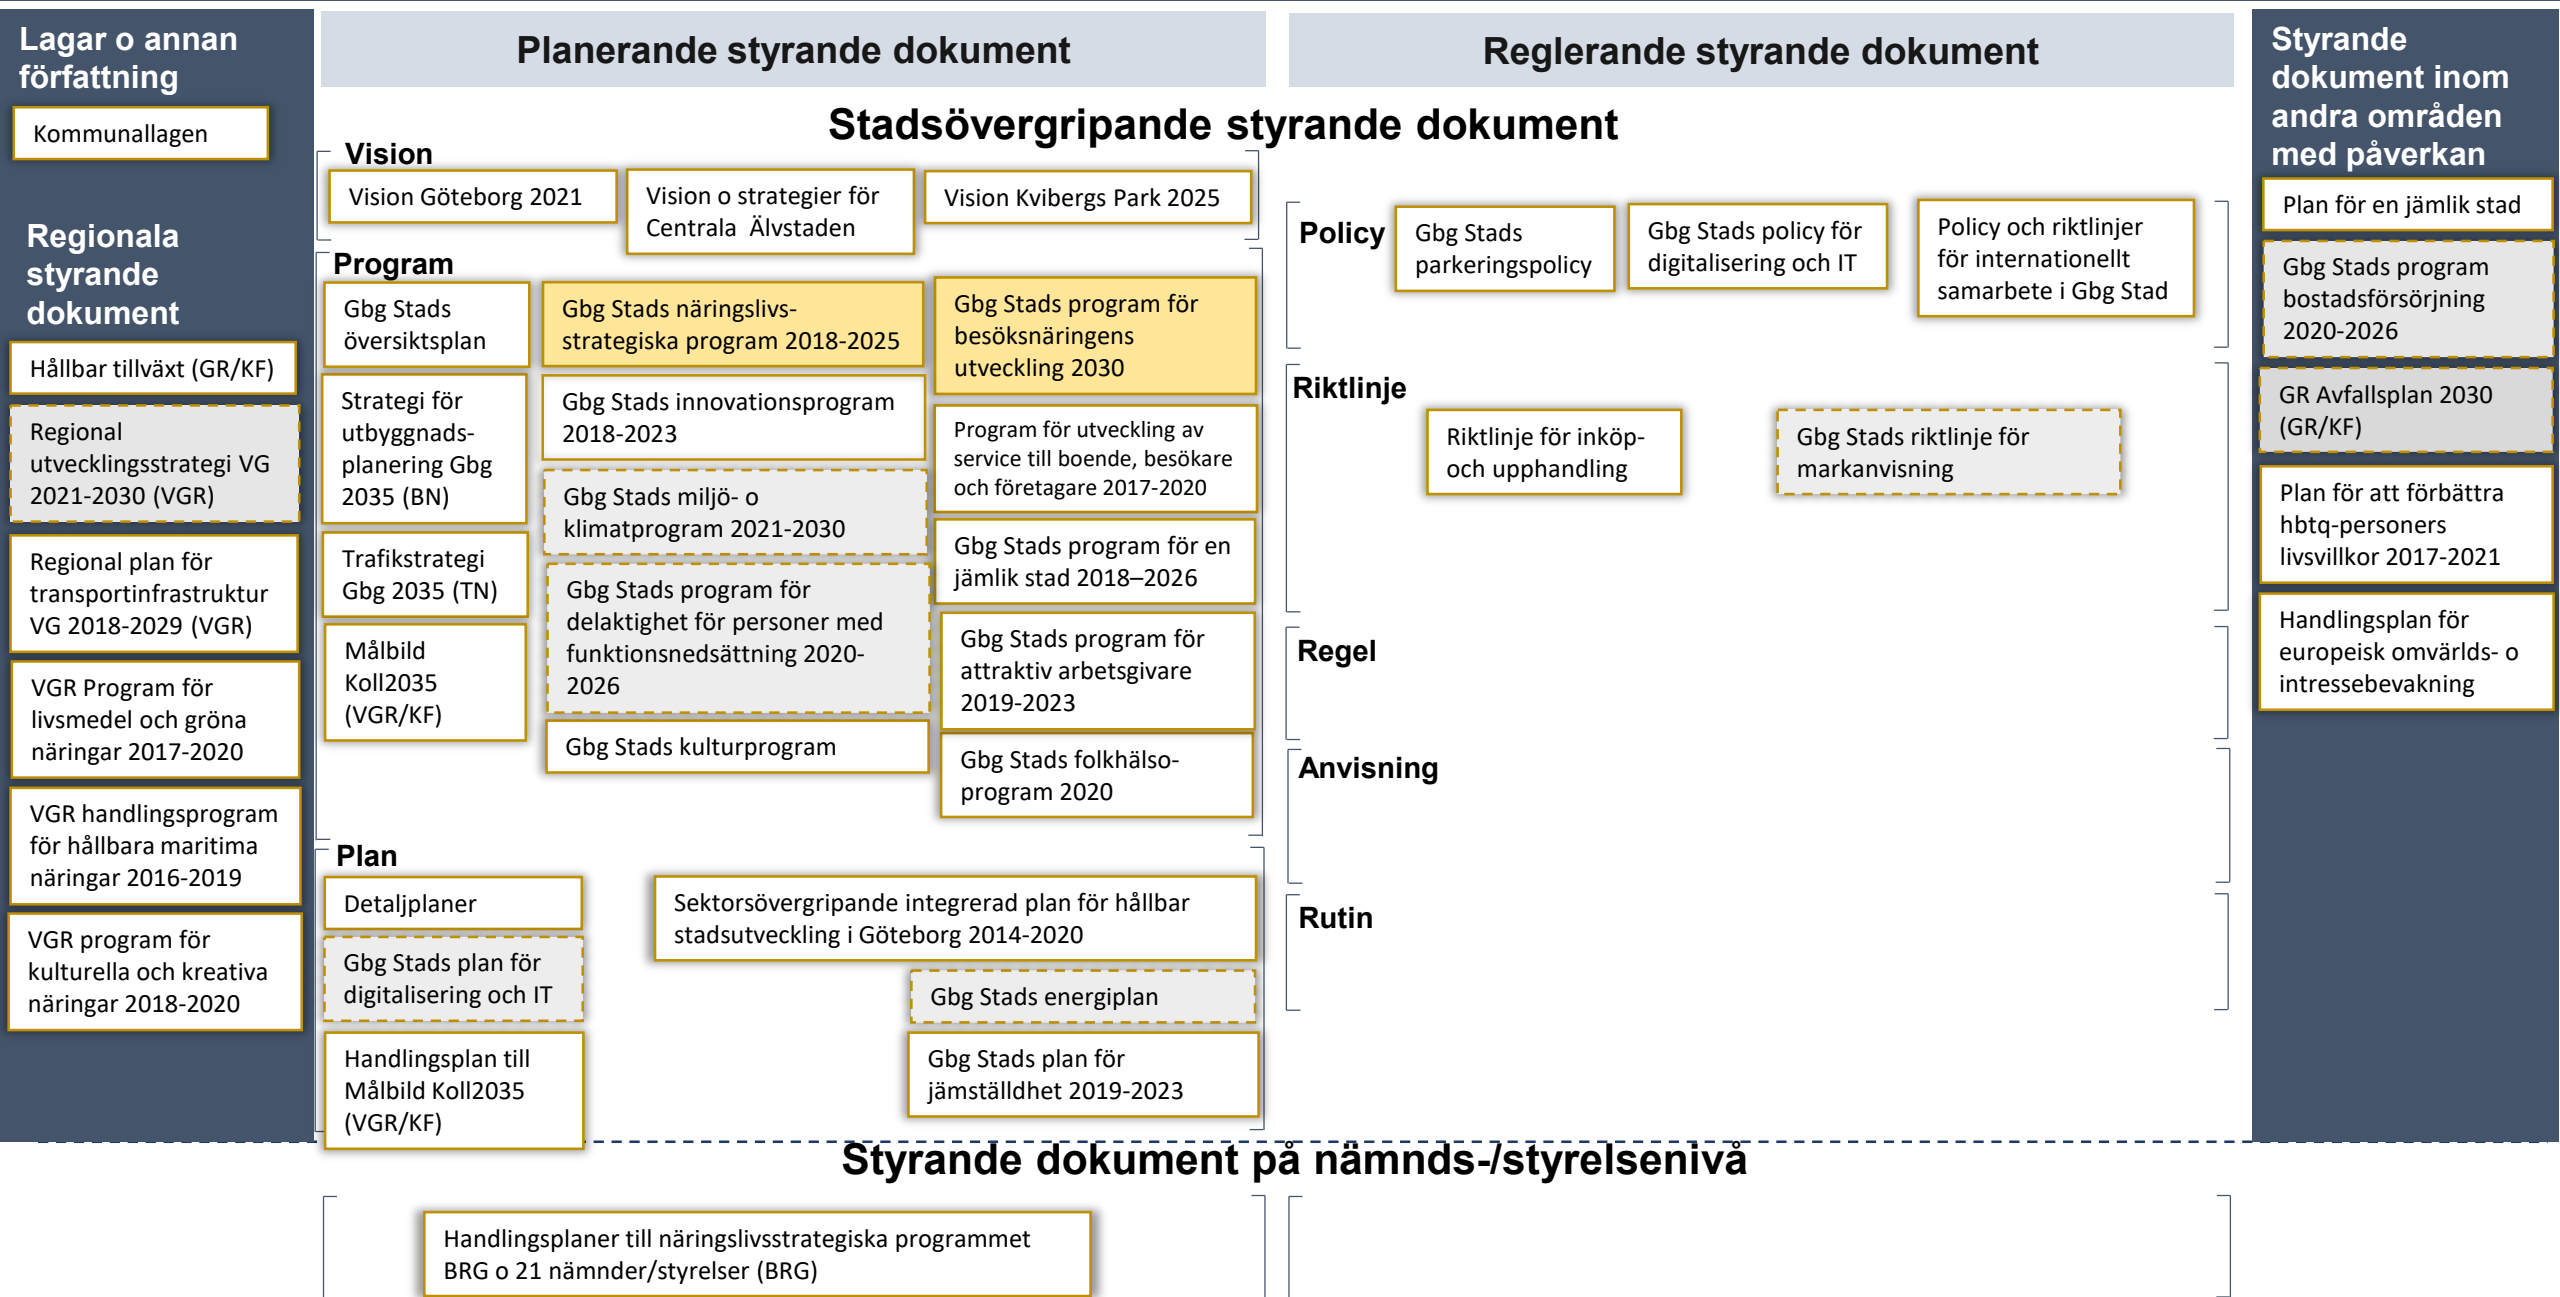 Lagar o annan
författning
Kommunallagen
Regionala
styrande
dokument
Hållbar tillväxt (GR/KF)
Regional
utvecklingsstrategi VG
2021-2030 (VGR)
Regional plan för
transportinfrastruktur
VG 2018-2029 (VGR)
VGR Program för
livsmedel och gröna
näringar 2017-2020
VGR handlingsprogram
för hållbara maritima
näringar 2016-2019
VGR program för
kulturella och kreativa
näringar 2018-2020
Planerande styrande dokument
Reglerande styrande dokument
Stadsövergripande styrande dokument
Vision
Vision Göteborg 2021
Vision o strategier för
Centrala Älvstaden
Vision Kvibergs Park 2025
Program
Gbg Stads
översiktsplan
Strategi för
utbyggnads-
planering Gbg
2035 (BN)
Trafikstrategi
Gbg 2035 (TN)
Målbild
Koll2035
(VGR/KF)
Gbg Stads näringslivs-
strategiska program 2018-2025
Gbg Stads innovationsprogram
2018-2023
Gbg Stads miljö- o
klimatprogram 2021-2030
Gbg Stads program för
delaktighet för personer med
funktionsnedsättning 2020-
2026
Gbg Stads kulturprogram
Gbg Stads program för
besöksnäringens
utveckling 2030
Program för utveckling av
service till boende, besökare
och företagare 2017-2020
Gbg Stads program för en
jämlik stad 2018–2026
Gbg Stads program för
attraktiv arbetsgivare
2019-2023
Gbg Stads folkhälso-
program 2020
Plan
Detaljplaner
Gbg Stads plan för
digitalisering och IT
Handlingsplan till
Målbild Koll2035
(VGR/KF)
Sektorsövergripande integrerad plan för hållbar
stadsutveckling i Göteborg 2014-2020
Gbg Stads energiplan
Gbg Stads plan för
jämställdhet 2019-2023
Policy
Gbg Stads
parkeringspolicy
Gbg Stads policy för
digitalisering och IT
Policy och riktlinjer
för internationellt
samarbete i Gbg Stad
Riktlinje
Riktlinje för inköp-
och upphandling
Gbg Stads riktlinje för
markanvisning
Regel
Anvisning
Rutin
Styrande
dokument inom
andra områden
med påverkan
Plan för en jämlik stad
Gbg Stads program
bostadsförsörjning
2020-2026
GR Avfallsplan 2030
(GR/KF)
Plan för att förbättra
hbtq-personers
livsvillkor 2017-2021
Handlingsplan för
europeisk omvärlds- o
intressebevakning
Styrande dokument på nämnds-/styrelsenivå
Handlingsplaner till näringslivsstrategiska programmet
BRG o 21 nämnder/styrelser (BRG)